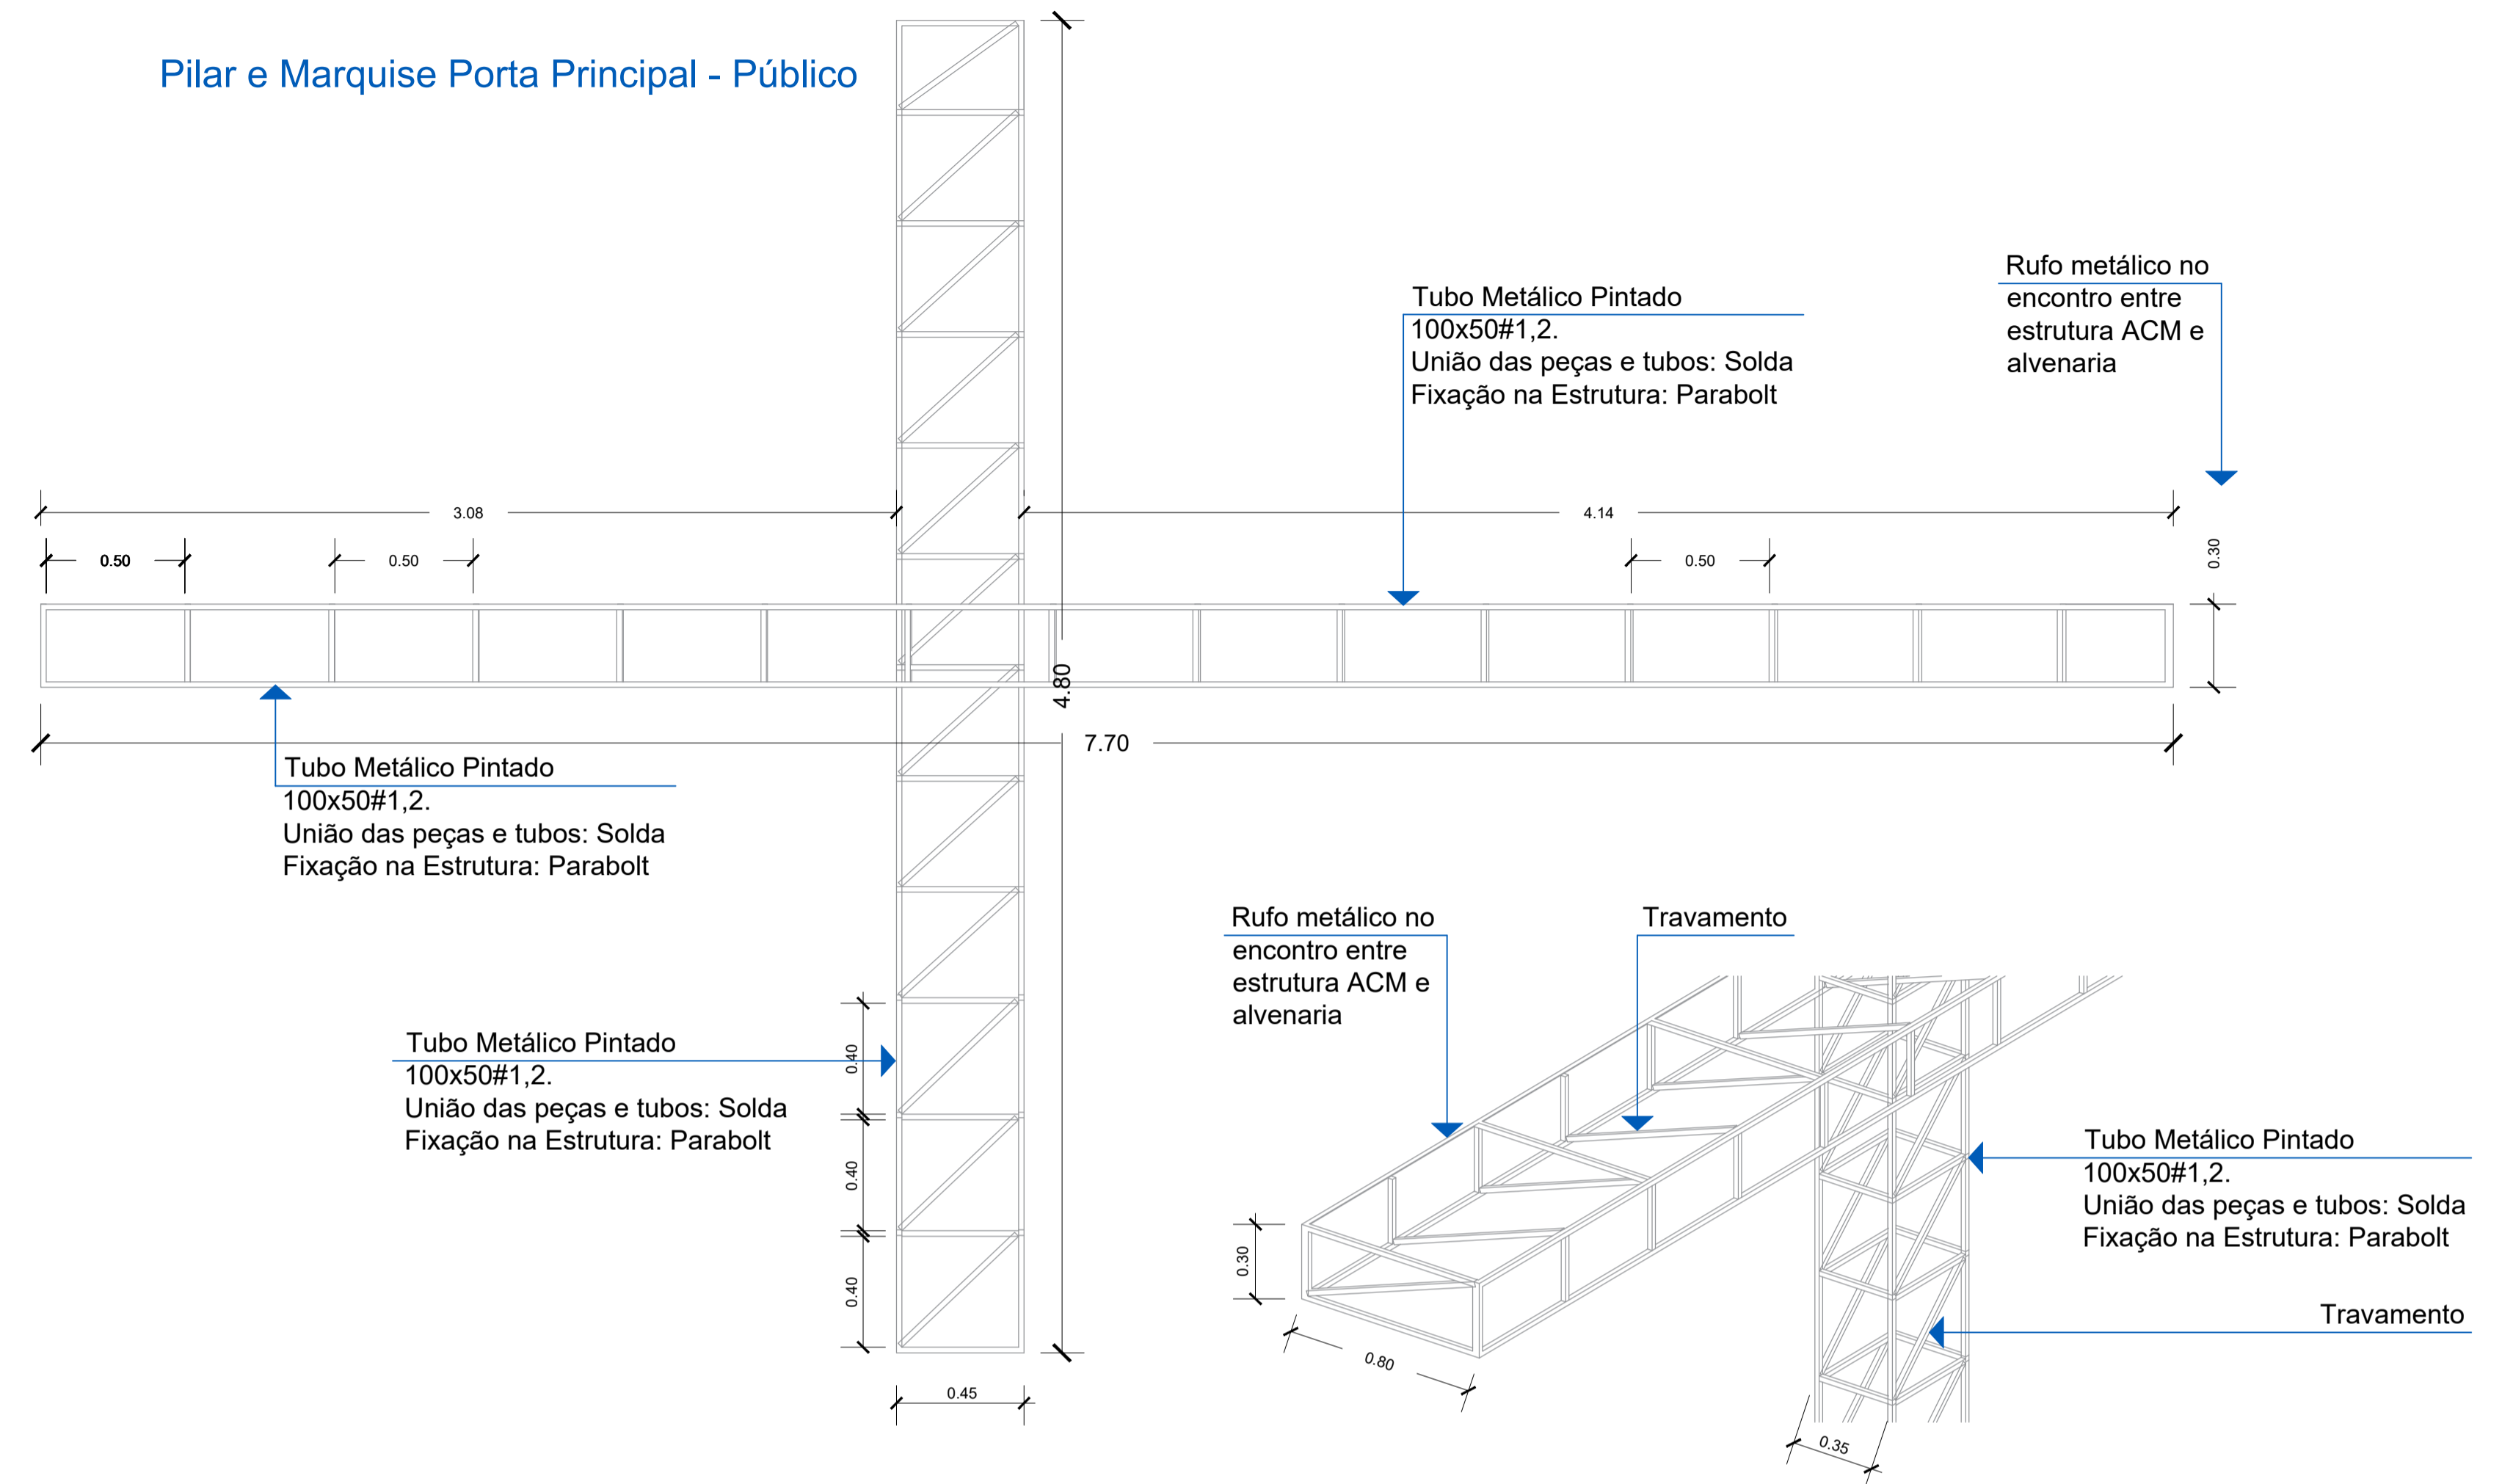 Pilar e Marquise Porta Principal - Público
Rufo metálico no
encontro entre
estrutura ACM e
alvenaria
Tubo Metálico Pintado
100x50#1,2.
União das peças e tubos: Solda
Fixação na Estrutura: Parabolt
3.08
4.14
0.50
0.50
0.50
0.30
4.80
7.70
Tubo Metálico Pintado
100x50#1,2.
União das peças e tubos: Solda
Fixação na Estrutura: Parabolt
Rufo metálico no
encontro entre
estrutura ACM e
alvenaria
Travamento
Tubo Metálico Pintado
100x50#1,2.
União das peças e tubos: Solda
Fixação na Estrutura: Parabolt
0.40
0.40
0.40
0.45
Tubo Metálico Pintado
100x50#1,2.
União das peças e tubos: Solda
Fixação na Estrutura: Parabolt
Travamento
0.30
0.80
0.35